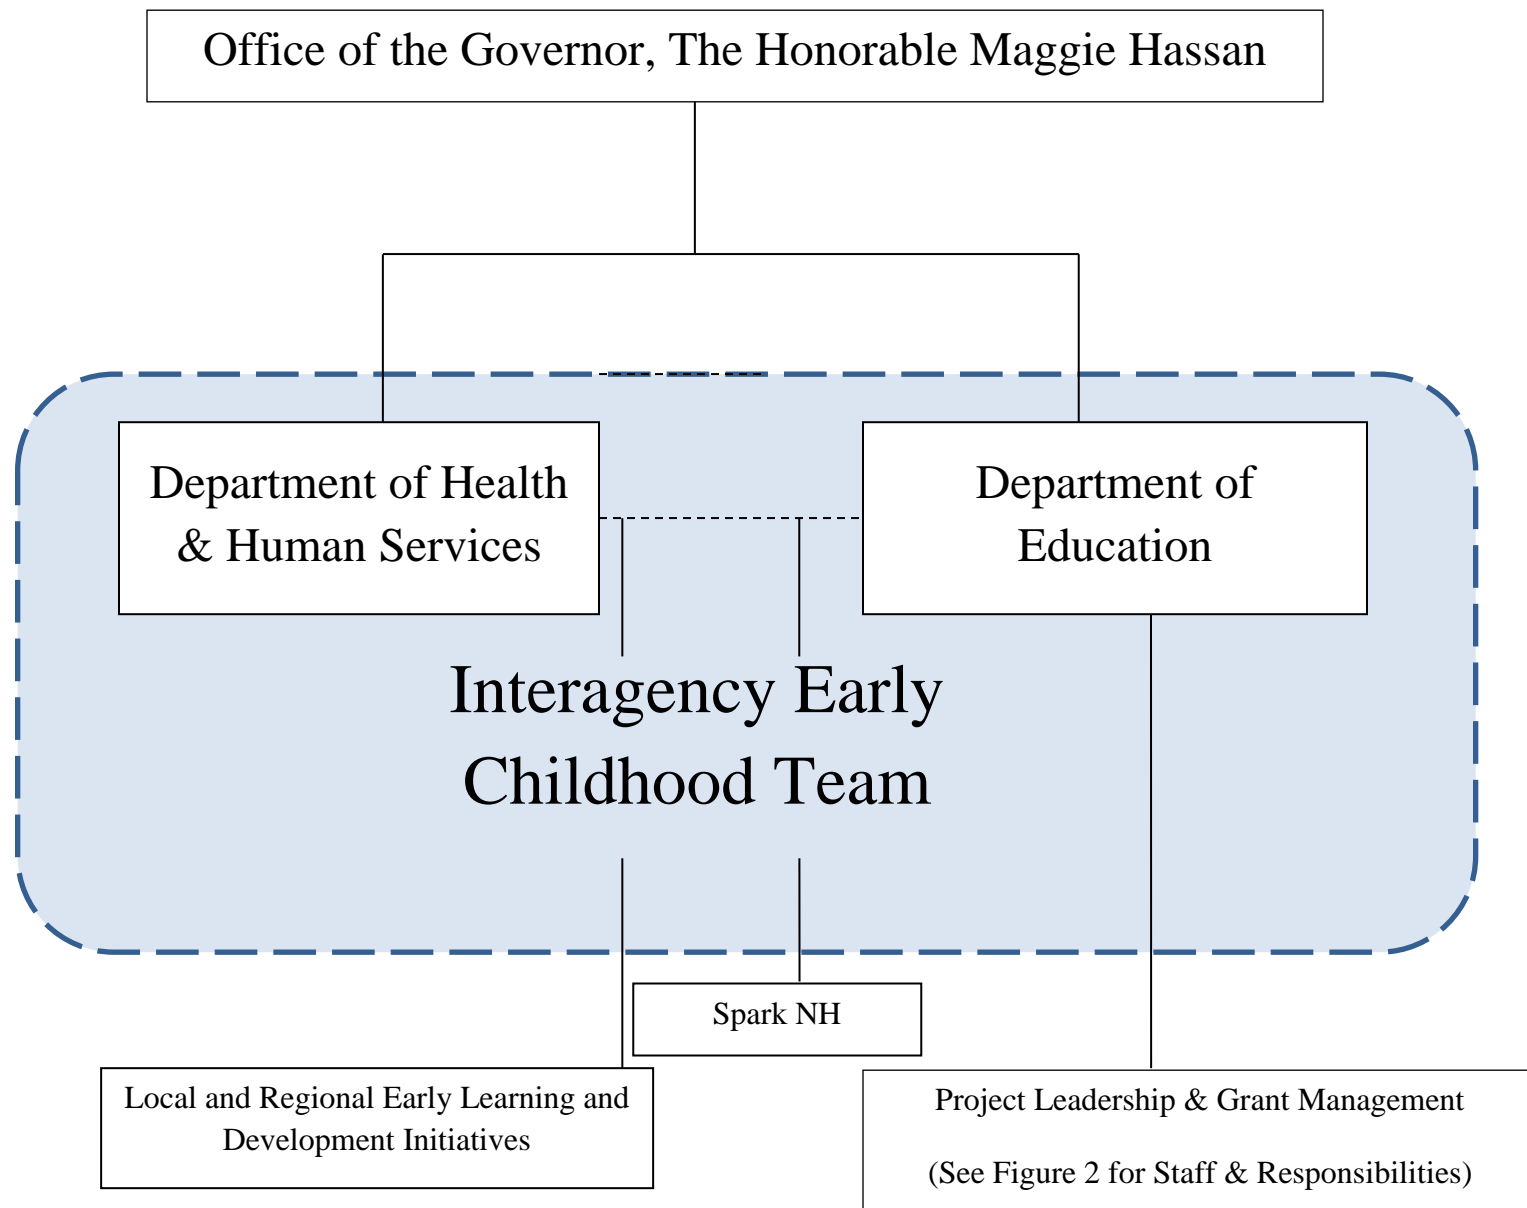 Office of the Governor, The Honorable Maggie Hassan
Department of Health
& Human Services
Department of
Education
Interagency Early
Childhood Team
Spark NH
Local and Regional Early Learning and
Development Initiatives
Project Leadership & Grant Management
(See Figure 2 for Staff & Responsibilities)